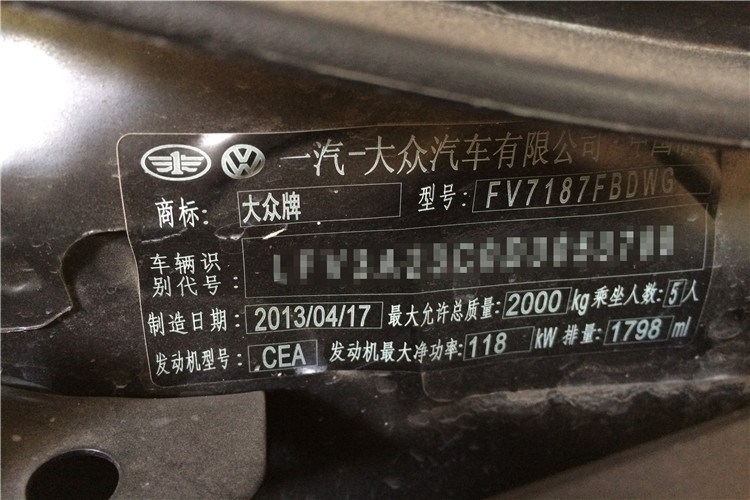 一汽-大众汽车有限公司·中国制
商标: 大众牌 型号: FV7187FBDWG
车辆识
别代号:
制造日期: 2013/04/17 最大允许总质量: 2000 kg 乘坐人数: 5 人
发动机型号: CEA 发动机最大净功率: 118 kW 排量: 1798 ml